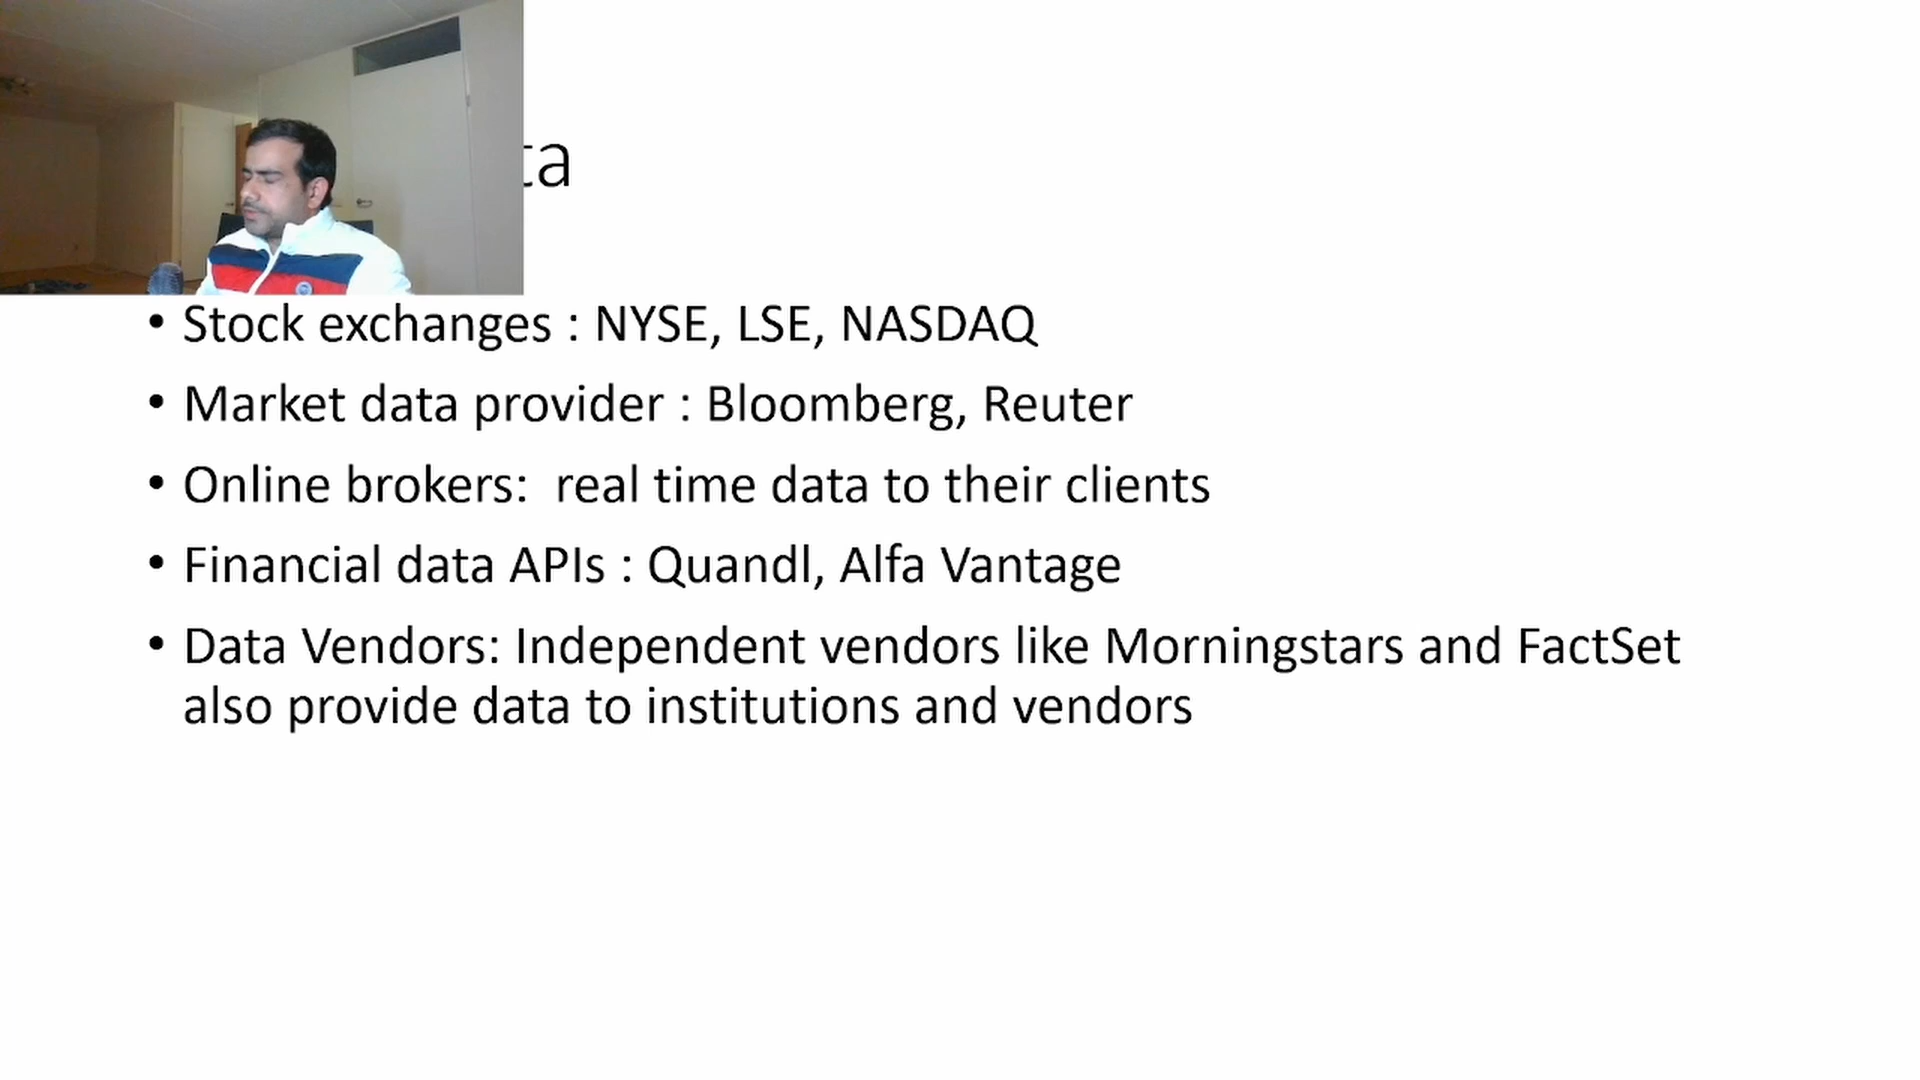 • Stock exchanges : NYSE, LSE, NASDAQ
• Market data provider : Bloomberg, Reuter
• Online brokers:  real time data to their clients
• Financial data APIs : Quandl, Alfa Vantage
• Data Vendors: Independent vendors like Morningstars and FactSet
also provide data to institutions and vendors